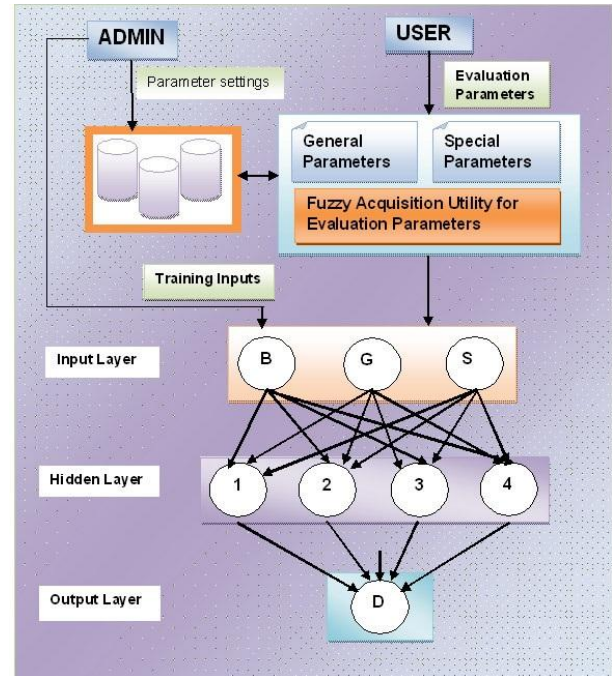 ADMIN
USER
Parameter settings
Evaluation
Parameters
General
Parameters
Special
Parameters
Fuzzy Acquisition Utility for
Evaluation Parameters
Training Inputs
Input Layer
B
G
S
Hidden Layer
1
2
3
4
Output Layer
D